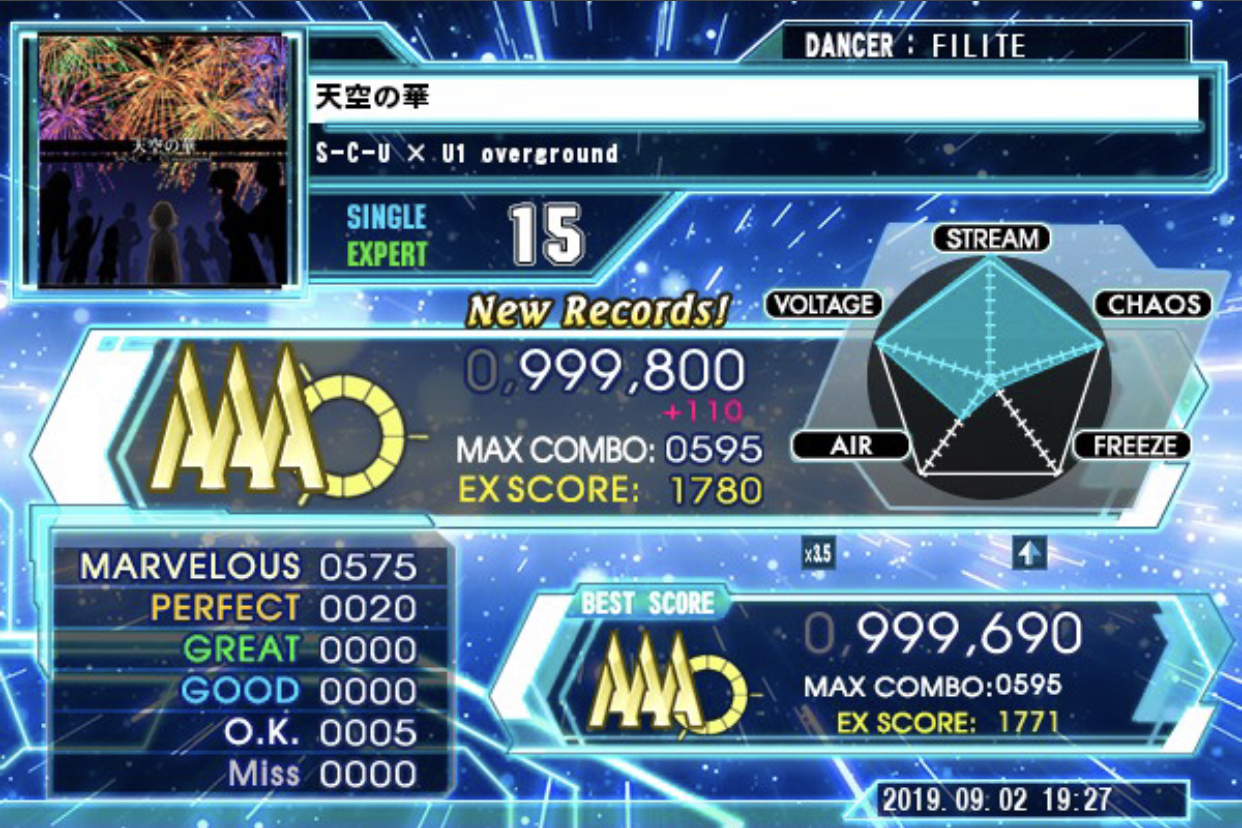 DANCER : FILITE
天空の華
天空の華
S-C-U × U1 overground
SINGLE
EXPERT
15
STREAM
VOLTAGE
CHAOS
AIR
FREEZE
New Records!
AAA
0,999,800
+110
MAX COMBO: 0595
EX SCORE: 1780
x3.5
MARVELOUS 0575
PERFECT 0020
GREAT 0000
GOOD 0000
O.K. 0005
Miss 0000
BEST SCORE
AAA
0,999,690
MAX COMBO:0595
EX SCORE: 1771
2019.09.02 19:27